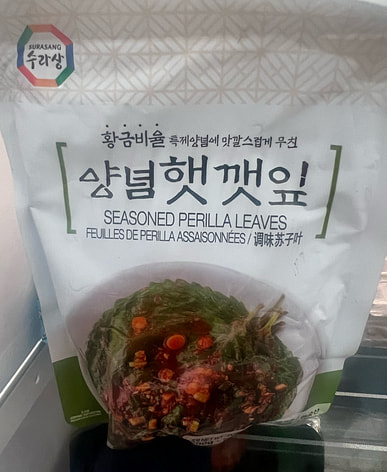 SURASANG
수라상
황금비율 특제양념에 맛깔스럽게 무친
양념햇깻잎
SEASONED PERILLA LEAVES
FEUILLES DE PERILLA ASSAISONNÉES / 调味苏子叶